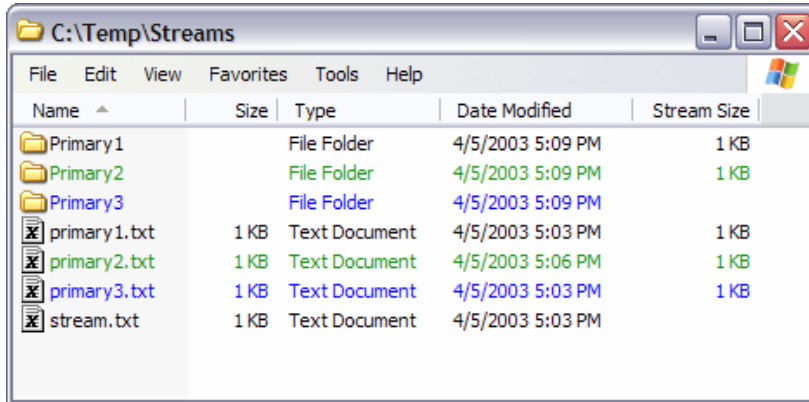 C:\Temp\Streams
File Edit View Favorites Tools Help
Name Size Type Date Modified Stream Size
Primary1 File Folder 4/5/2003 5:09 PM 1 KB
Primary2 File Folder 4/5/2003 5:09 PM 1 KB
Primary3 File Folder 4/5/2003 5:09 PM
primary1.txt 1 KB Text Document 4/5/2003 5:03 PM 1 KB
primary2.txt 1 KB Text Document 4/5/2003 5:06 PM 1 KB
primary3.txt 1 KB Text Document 4/5/2003 5:03 PM 1 KB
stream.txt 1 KB Text Document 4/5/2003 5:03 PM